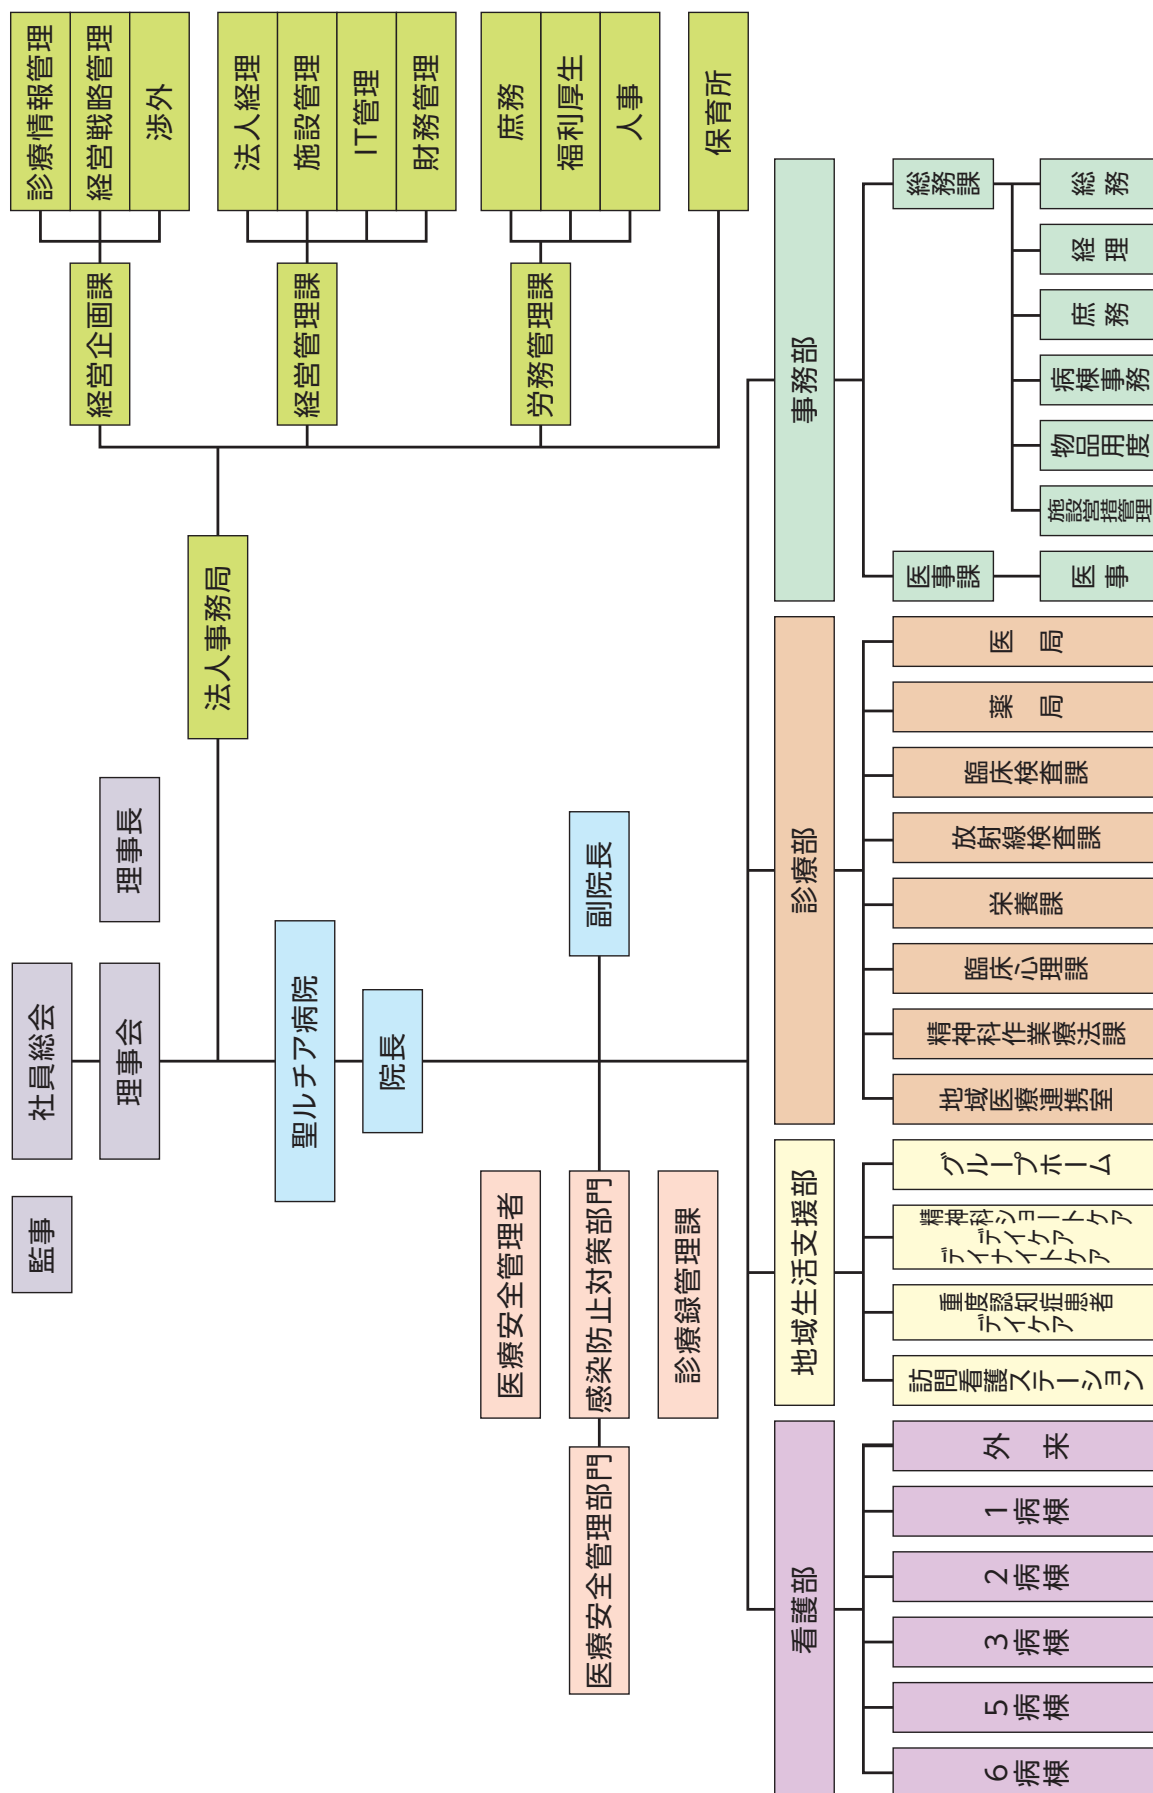 監事
社員総会
理事会
理事長
法人事務局
経営企画課
診療情報管理
経営戦略管理
渉外
経営管理課
法人経理
施設管理
IT管理
財務管理
労務管理課
庶務
福利厚生
人事
保育所
聖ルチア病院
院長
副院長
医療安全管理者
医療安全管理部門
感染防止対策部門
診療録管理課
看護部
外来
1病棟
2病棟
3病棟
5病棟
6病棟
地域生活支援部
訪問看護ステーション
重度認知症患者
デイケア
精神科ショートケア
デイケア
デイナイトケア
グループホーム
診療部
地域医療連携室
精神科作業療法課
臨床心理課
栄養課
放射線検査課
臨床検査課
薬局
医局
事務部
医事課
医事
総務課
施設営措管理
物品用度
病棟事務
庶務
経理
総務